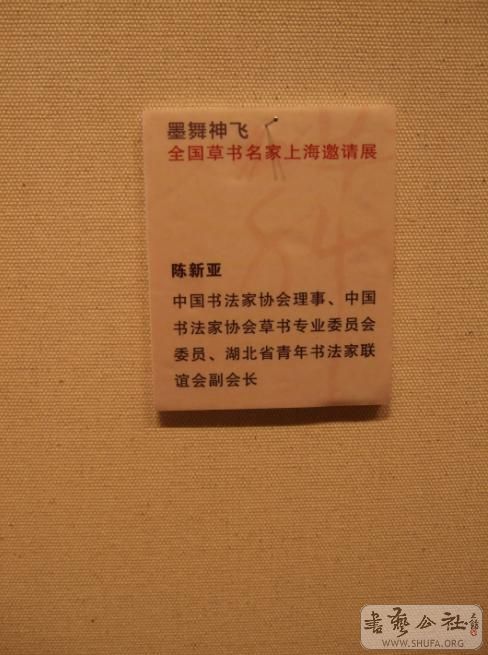 墨舞神飞
全国草书名家上海邀请展
陈新亚
中国书法家协会理事、中国
书法家协会草书专业委员会
委员、湖北省青年书法家联
谊会副会长
書藝公社
WWW.SHUFA.ORG